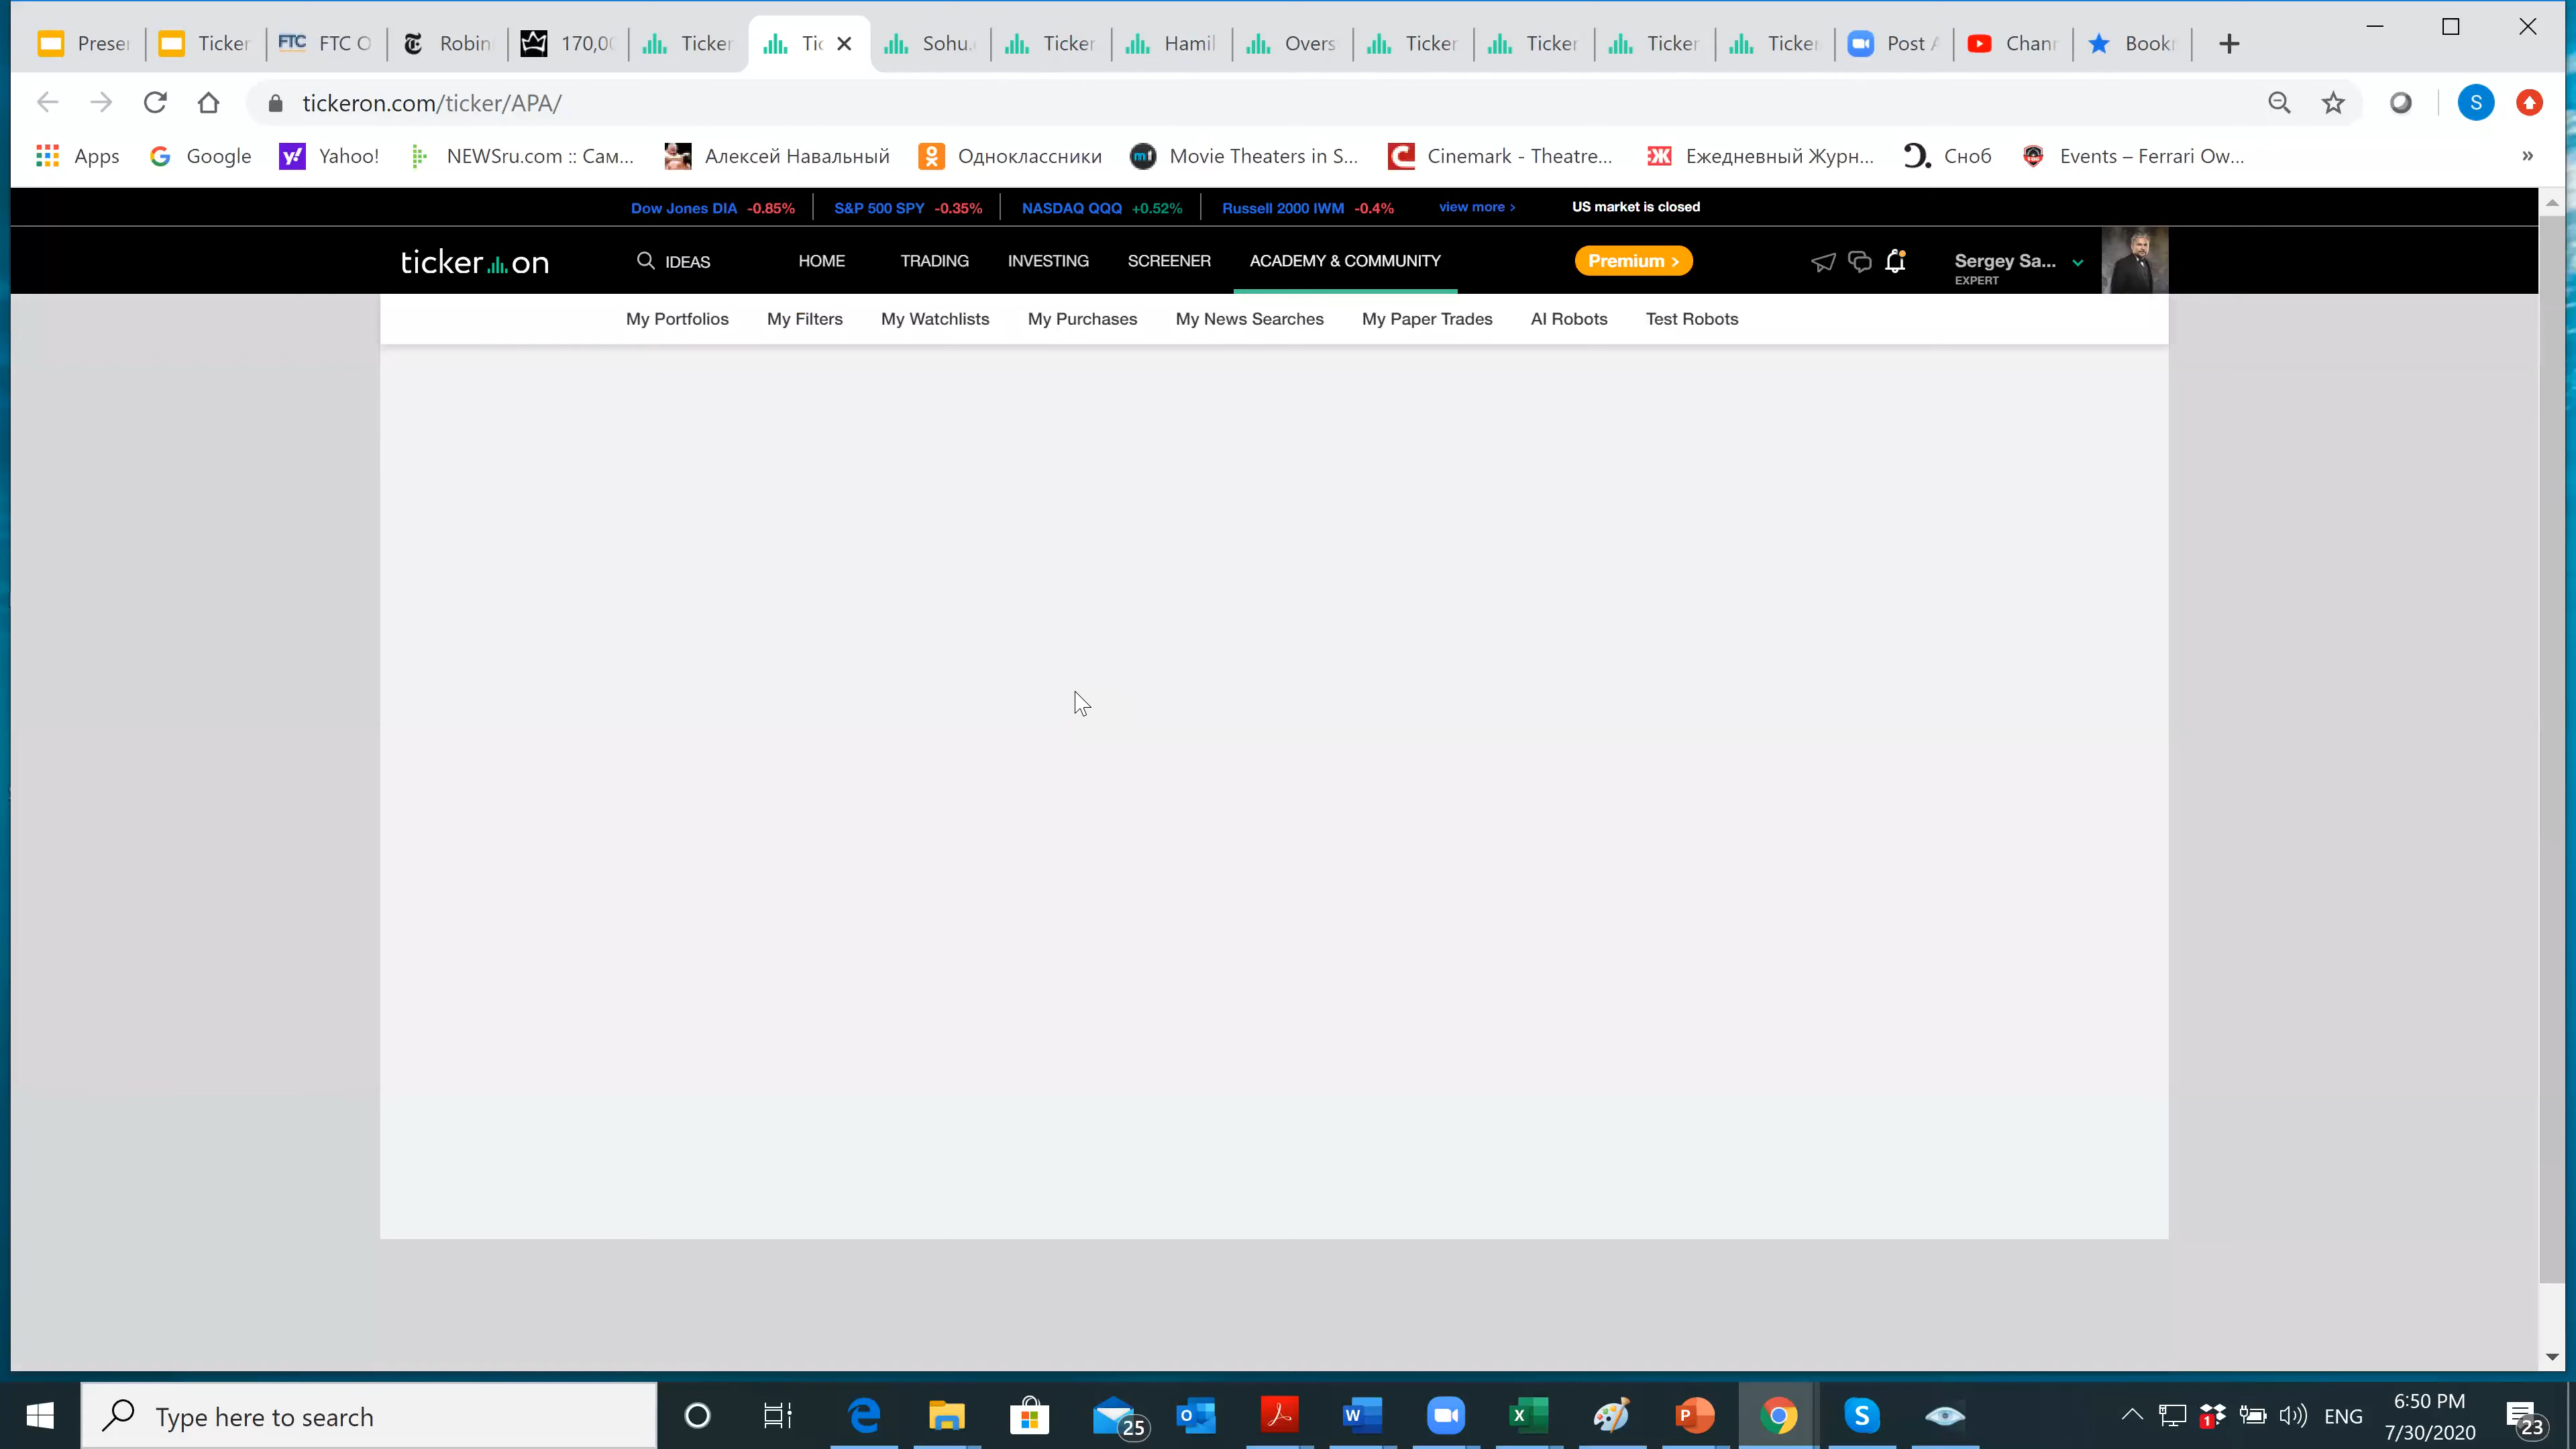 Preser Ticker FTC FTC O Robin 170,00 Ticker Tic Sohu. Ticker Hamil Overs Ticker Ticker Ticker Ticker Post A Chann Bookr
tickeron.com/ticker/APA/ S
Apps Google Yahoo! NEWSru.com :: Сам... Алексей Навальный Одноклассники Movie Theaters in S... Cinemark - Theatre... Ежедневный Журн... Сноб Events – Ferrari Ow... »
Dow Jones DIA -0.85% S&P 500 SPY -0.35% NASDAQ QQQ +0.52% Russell 2000 IWM -0.4% view more > US market is closed
tickeron IDEAS HOME TRADING INVESTING SCREENER ACADEMY & COMMUNITY Premium > Sergey Sa...
EXPERT
My Portfolios My Filters My Watchlists My Purchases My News Searches My Paper Trades AI Robots Test Robots
Type here to search 25 1 ENG 6:50 PM
7/30/2020 23